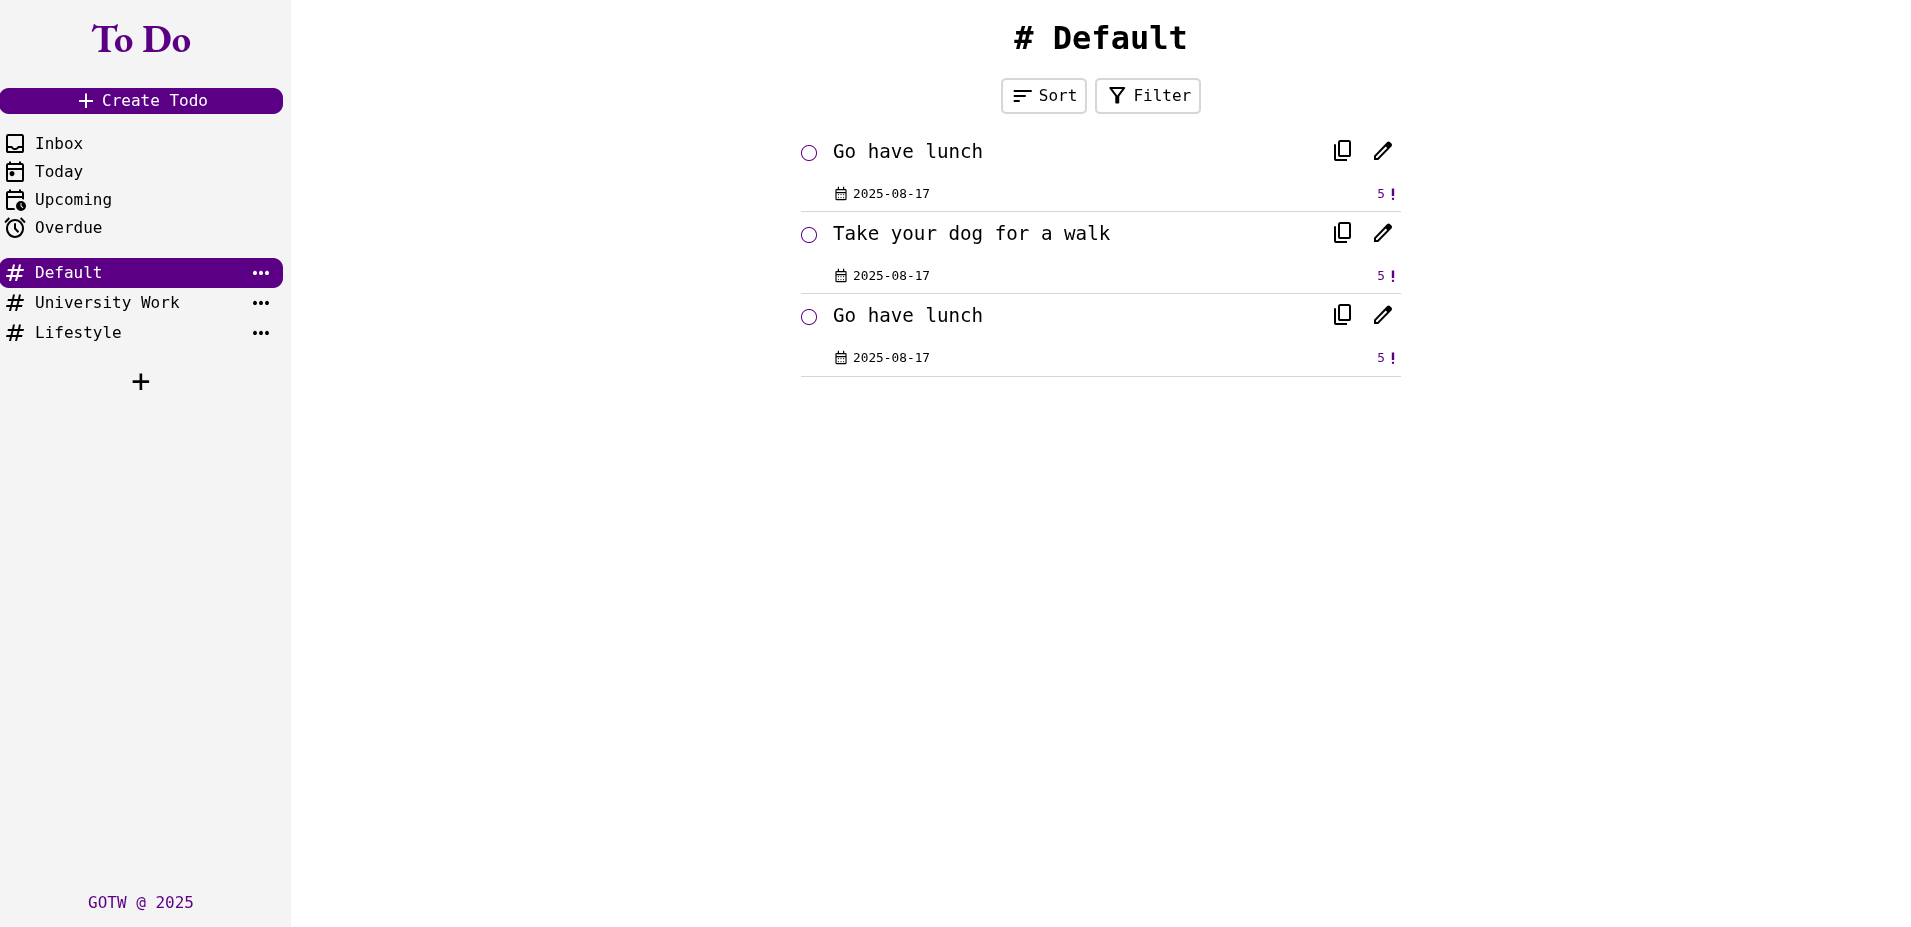 To Do
Create Todo
Inbox
Today
Upcoming
Overdue
# Default
# University Work
# Lifestyle
+
GOTW @ 2025
# Default
Sort
Filter
Go have lunch
2025-08-17
5 !
Take your dog for a walk
2025-08-17
5 !
Go have lunch
2025-08-17
5 !